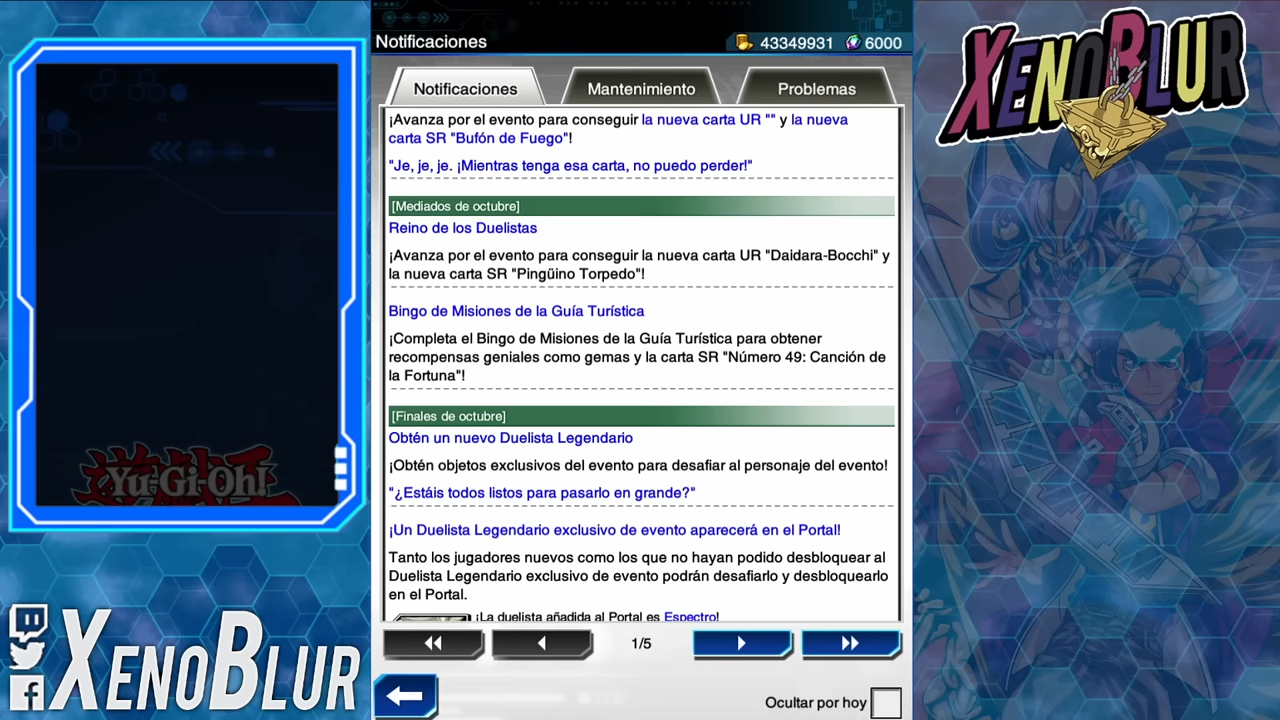 Notificaciones
43349931
6000
Notificaciones
Mantenimiento
Problemas
¡Avanza por el evento para conseguir la nueva carta UR "" y la nueva
carta SR "Bufón de Fuego"!
"Je, je, je. ¡Mientras tenga esa carta, no puedo perder!"
[Mediados de octubre]
Reino de los Duelistas
¡Avanza por el evento para conseguir la nueva carta UR "Daidara-Bocchi" y
la nueva carta SR "Pingüino Torpedo"!
Bingo de Misiones de la Guía Turística
¡Completa el Bingo de Misiones de la Guía Turística para obtener
recompensas geniales como gemas y la carta SR "Número 49: Canción de
la Fortuna"!
[Finales de octubre]
Obtén un nuevo Duelista Legendario
¡Obtén objetos exclusivos del evento para desafiar al personaje del evento!
"¿Estáis todos listos para pasarlo en grande?"
¡Un Duelista Legendario exclusivo de evento aparecerá en el Portal!
Tanto los jugadores nuevos como los que no hayan podido desbloquear al
Duelista Legendario exclusivo de evento podrán desafiarlo y desbloquearlo
en el Portal.
¡La duelista añadida al Portal es Espectro!
1/5
Ocultar por hoy
Yu-Gi-Oh!
XENOBLUR
XENOBLUR